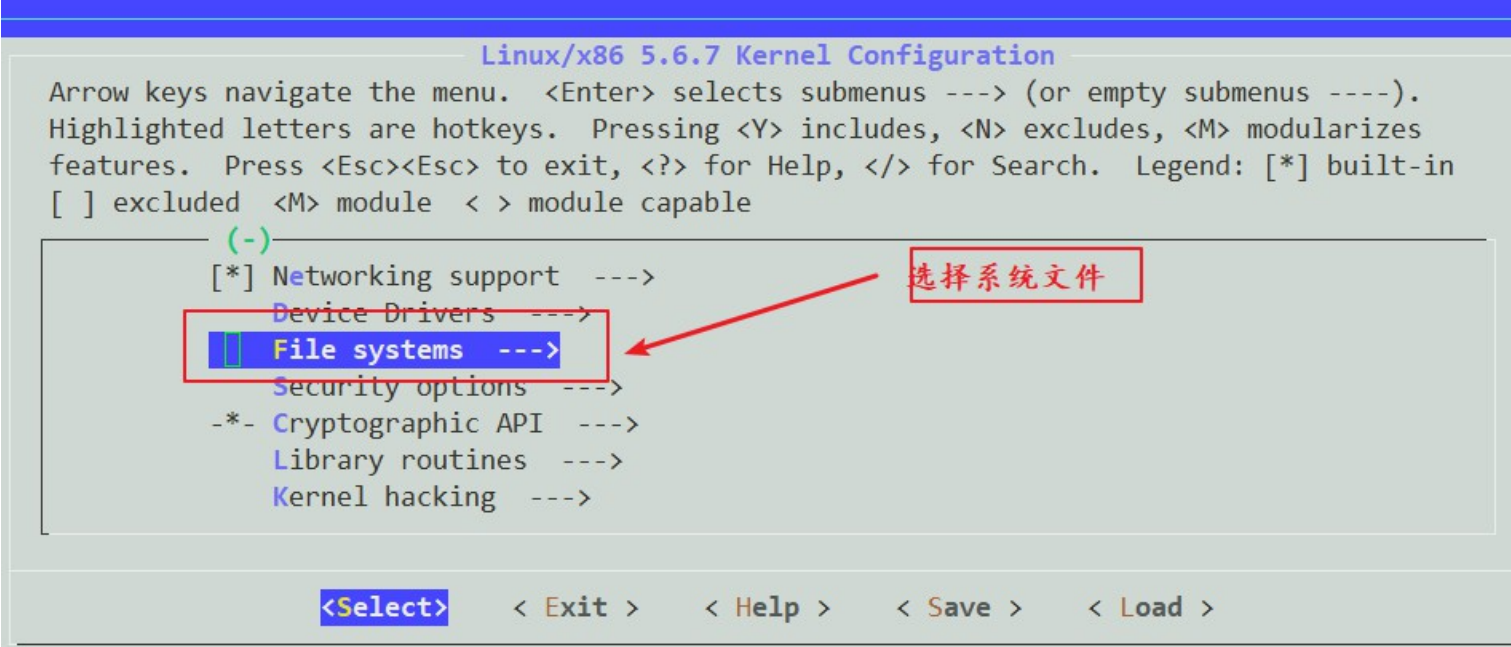 Linux/x86 5.6.7 Kernel Configuration
Arrow keys navigate the menu.  <Enter> selects submenus ---> (or empty submenus ----).
Highlighted letters are hotkeys.  Pressing <Y> includes, <N> excludes, <M> modularizes
features.  Press <Esc><Esc> to exit, <?> for Help, </> for Search.  Legend: [*] built-in
[ ] excluded  <M> module  < > module capable
(-)
[*] Networking support  --->
选择系统文件
Device Drivers  --->
File systems  --->
Security options  --->
-*- Cryptographic API  --->
Library routines  --->
Kernel hacking  --->
<Select>    < Exit >    < Help >    < Save >    < Load >